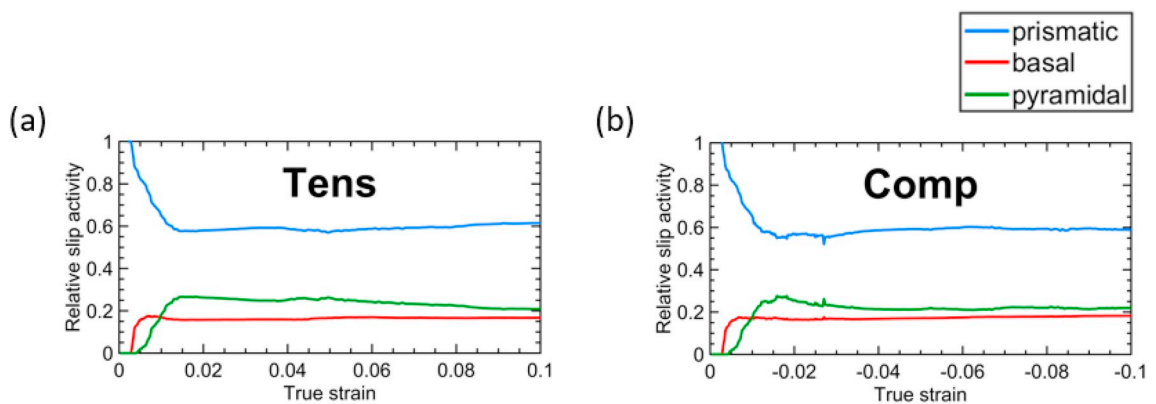 prismatic
basal
pyramidal
(a)
Tens
Relative slip activity
1
0.8
0.6
0.4
0.2
0
0 0.02 0.04 0.06 0.08 0.1
True strain
(b)
Comp
Relative slip activity
1
0.8
0.6
0.4
0.2
0
0 -0.02 -0.04 -0.06 -0.08 -0.1
True strain